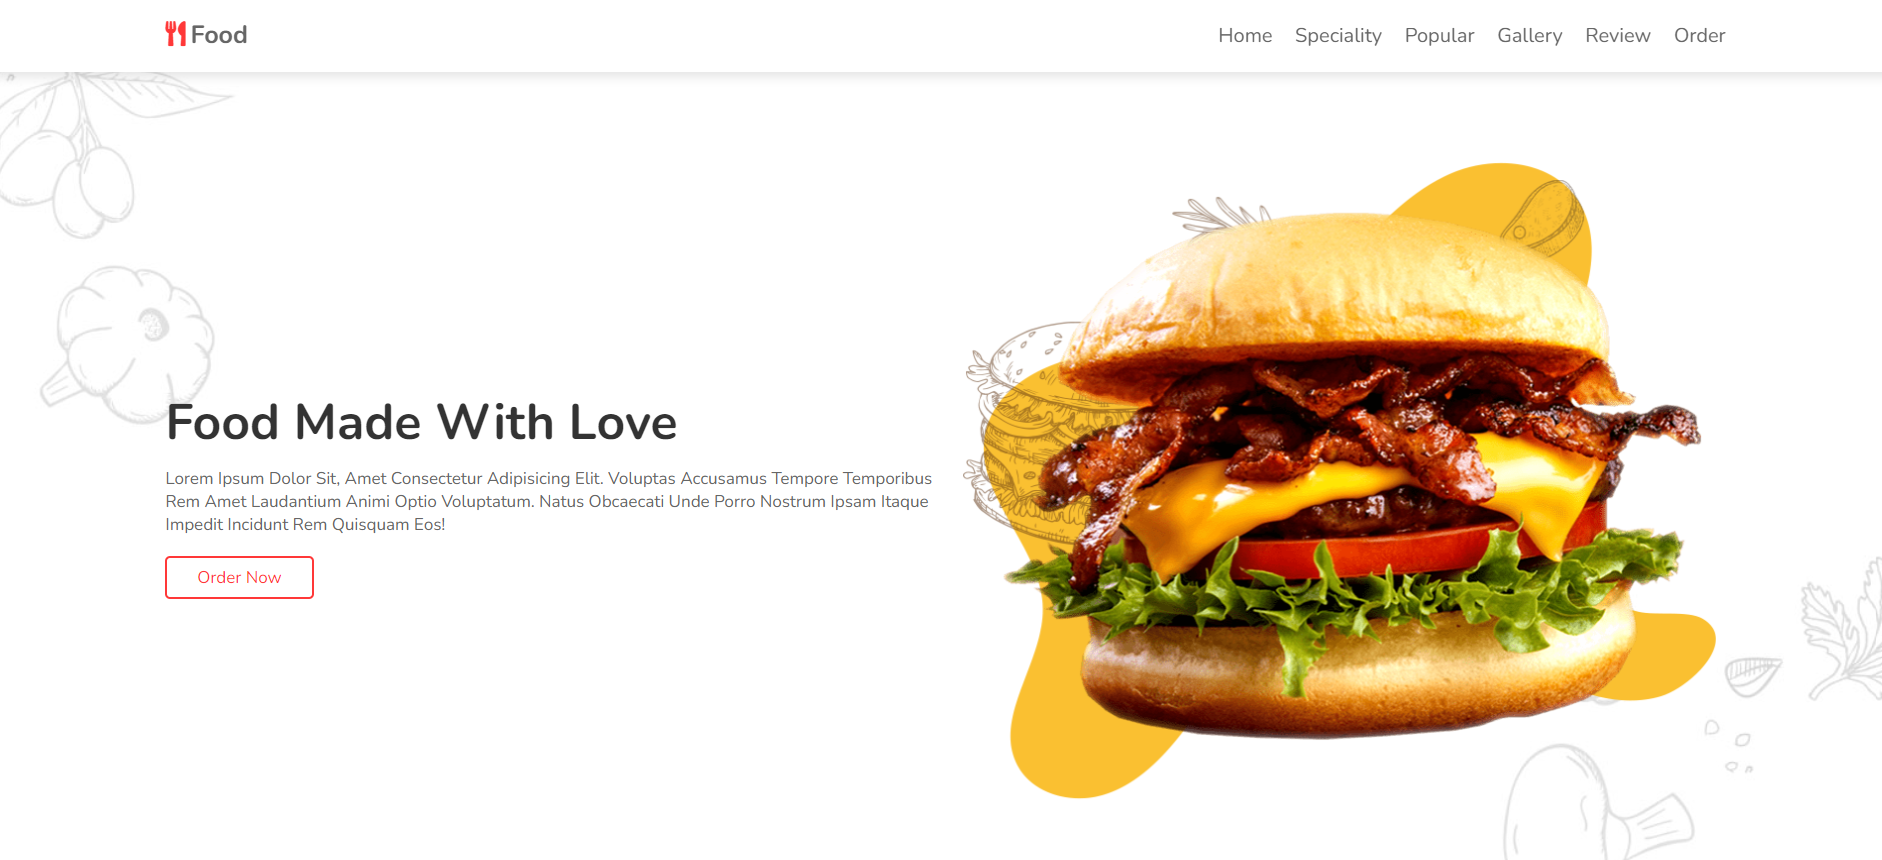 Food
Home Speciality Popular Gallery Review Order
Food Made With Love
Lorem Ipsum Dolor Sit, Amet Consectetur Adipisicing Elit. Voluptas Accusamus Tempore Temporibus
Rem Amet Laudantium Animi Optio Voluptatum. Natus Obcaecati Unde Porro Nostrum Ipsam Itaque
Impedit Incidunt Rem Quisquam Eos!
Order Now